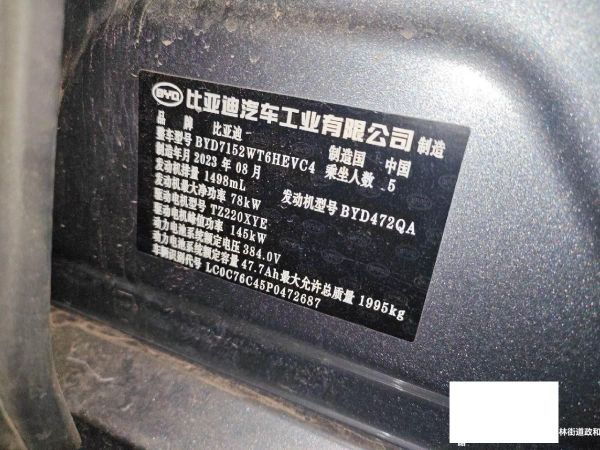 BYD 比亚迪汽车工业有限公司 制造
品牌 比亚迪 制造国 中国
整车型号 BYD7152WT6HEVC4 乘坐人数 5
制造年月 2023 年 08 月
发动机排量 1498mL 发动机型号 BYD472QA
发动机最大净功率 78kW
驱动电机型号 TZ220XYE
驱动电机峰值功率 145kW
动力电池系统额定电压 384.0V
动力电池系统额定容量 47.7Ah 最大允许总质量 1995kg
车辆识别代号 LC0C76C45P0472687
林街道政和